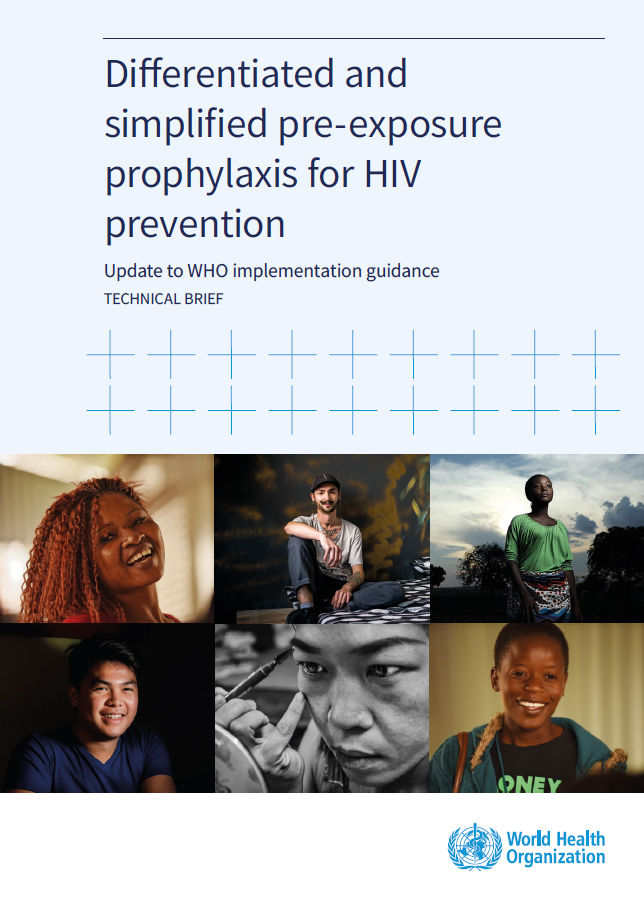 Differentiated and
simplified pre-exposure
prophylaxis for HIV
prevention
Update to WHO implementation guidance
TECHNICAL BRIEF
ONEY
World Health
Organization